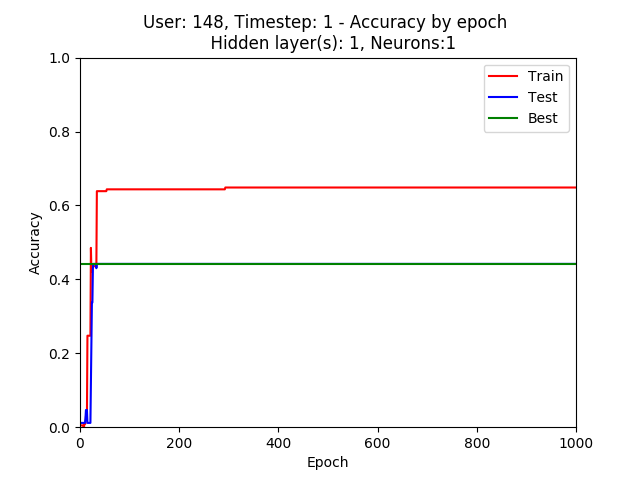 User: 148, Timestep: 1 - Accuracy by epoch
Hidden layer(s): 1, Neurons:1
Train
Test
Best
1.0
0.8
0.6
0.4
0.2
0.0
Accuracy
0 200 400 600 800 1000
Epoch